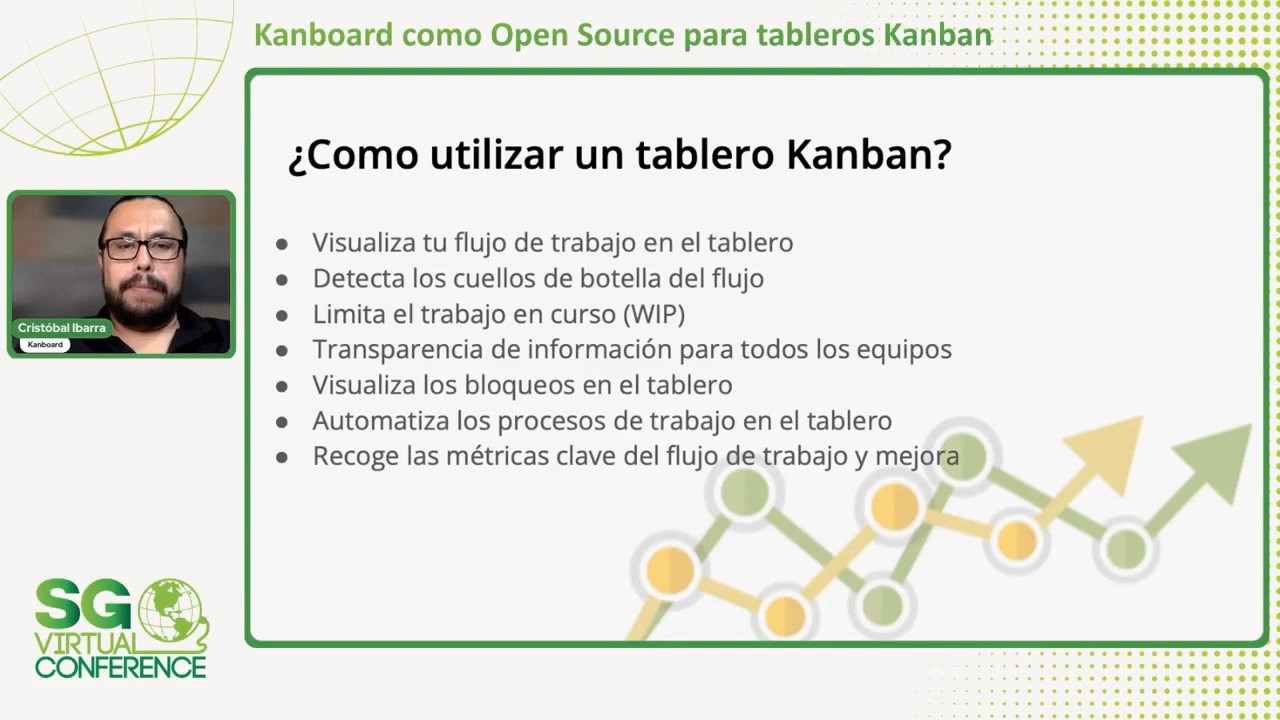 Kanboard como Open Source para tableros Kanban
¿Como utilizar un tablero Kanban?
● Visualiza tu flujo de trabajo en el tablero
● Detecta los cuellos de botella del flujo
● Limita el trabajo en curso (WIP)
● Transparencia de información para todos los equipos
● Visualiza los bloqueos en el tablero
● Automatiza los procesos de trabajo en el tablero
● Recoge las métricas clave del flujo de trabajo y mejora
Cristóbal Ibarra
Kanboard
SG
VIRTUAL
CONFERENCE